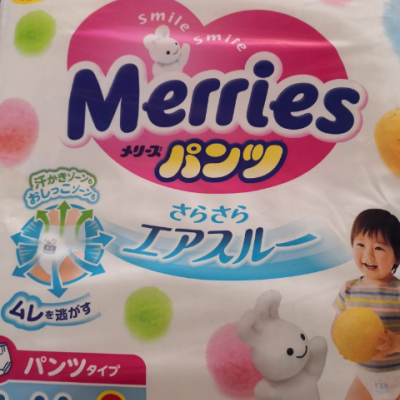 smile smile
Merries
メリーズ パンツ
さらさら
エアスルー
汗かきゾーンも
おしっこゾーンも
ムレを逃がす
パンツタイプ